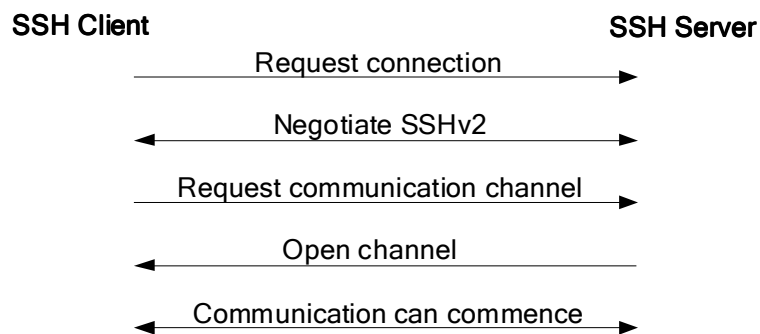 SSH Client
SSH Server
Request connection
Negotiate SSHv2
Request communication channel
Open channel
Communication can commence